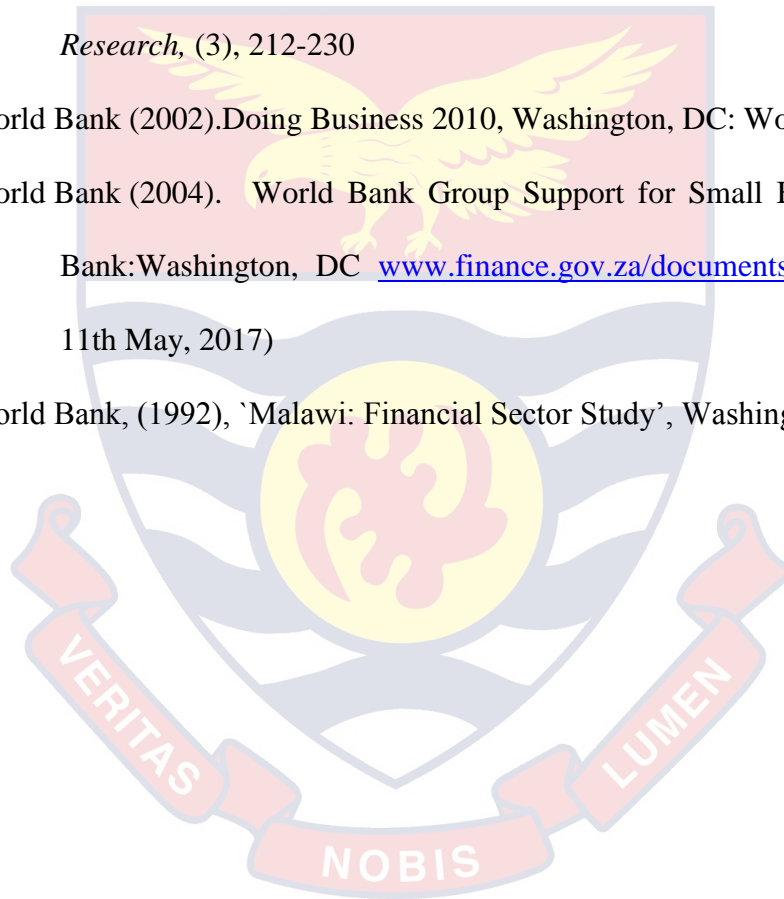 Research, (3), 212-230
orld Bank (2002).Doing Business 2010, Washington, DC: Wo
orld Bank (2004). World Bank Group Support for Small
Bank:Washington, DC www.finance.gov.za/documents
11th May, 2017)
orld Bank, (1992), `Malawi: Financial Sector Study’, Washing
VERITAS
NOBIS
LUMEN